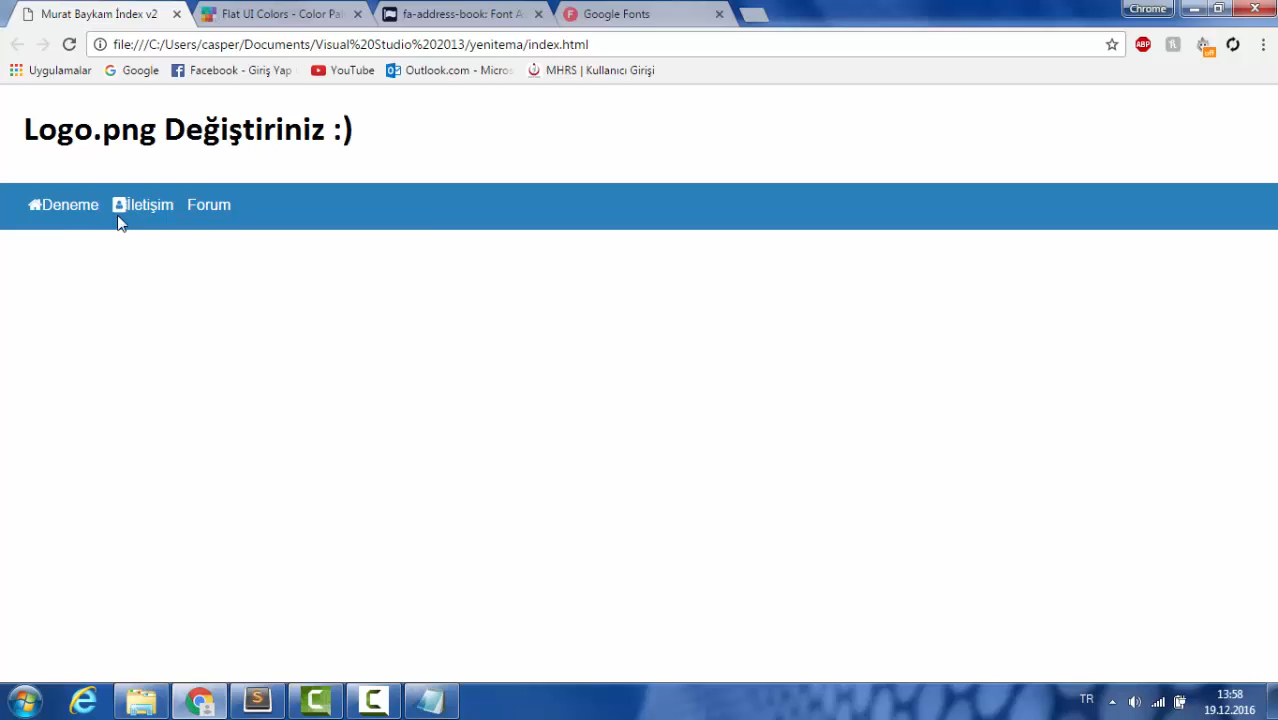 Murat Baykam İndex v2
Flat UI Colors - Color Pal
fa-address-book: Font A
Google Fonts
Chrome
file:///C:/Users/casper/Documents/Visual%20Studio%202013/yenitema/index.html
ABP
off
Uygulamalar
Google
Facebook - Giriş Yap
YouTube
Outlook.com - Micros
MHRS | Kullanıcı Girişi
Logo.png Değiştiriniz :)
Deneme
İletişim
Forum
TR
13:58
19.12.2016